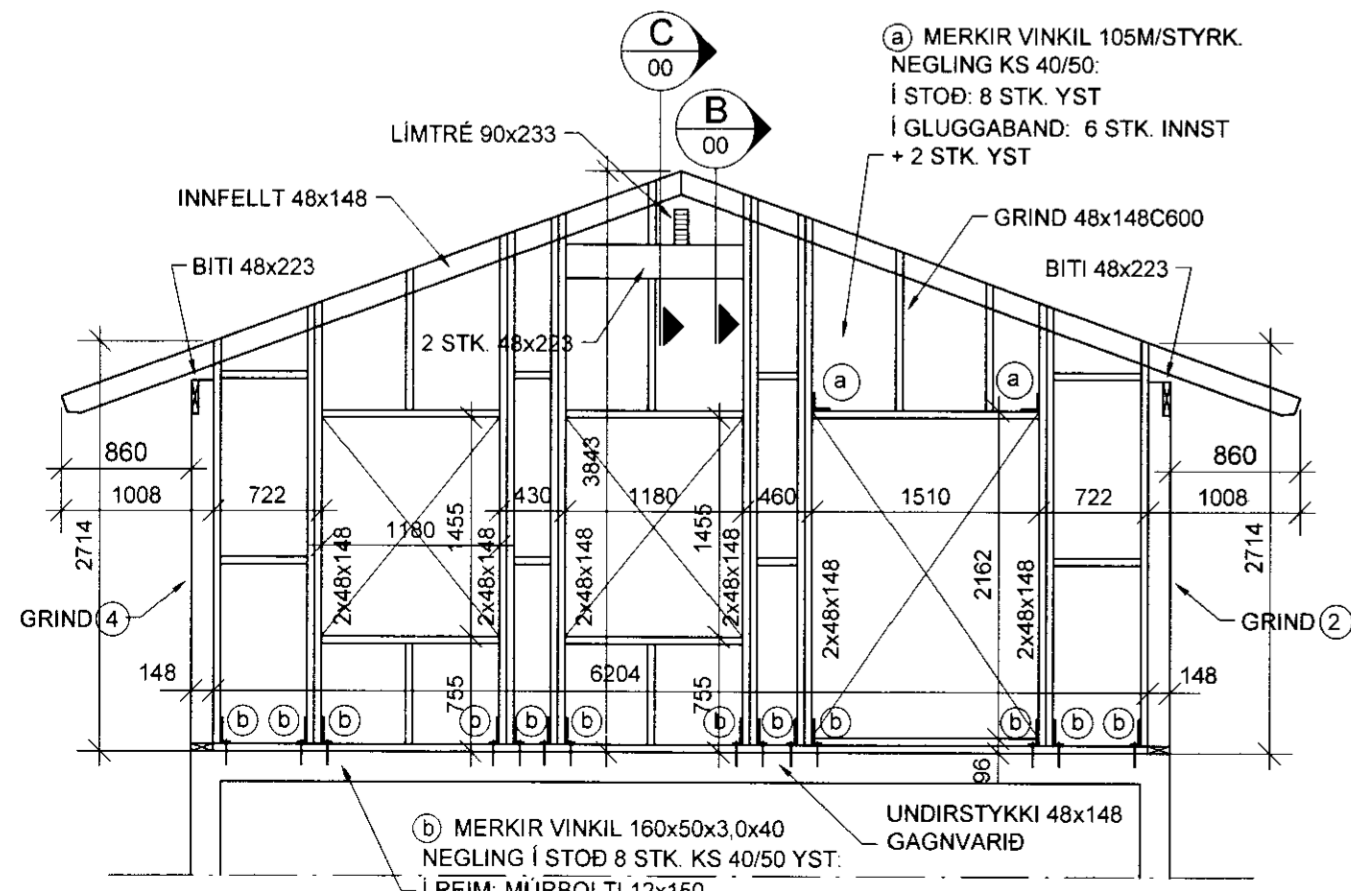 C
00
B
00
a MERKIR VINKIL 105M/STYRK.
NEGLING KS 40/50:
Í STOÐ: 8 STK. YST
Í GLUGGABAND: 6 STK. INNST
+ 2 STK. YST
LÍMTRÉ 90x233
INNFELLT 48x148
GRIND 48x148C600
BITI 48x223
BITI 48x223
2 STK. 48x223
a
a
860
860
1008
722
430
1180
460
1510
722
1008
3843
1180
1455
1455
2714
2714
2162
2x48x148
2x48x148
2x48x148
2x48x148
2x48x148
2x48x148
GRIND 4
GRIND 2
148
6204
148
755
755
b
b
b
b
b
b
b
b
b
b
b
b
96
UNDIRSTYKKI 48x148
GAGNVARIÐ
b MERKIR VINKIL 160x50x3,0x40
NEGLING Í STOÐ 8 STK. KS 40/50 YST:
Í REIM: MÚRBOLTI 12x150